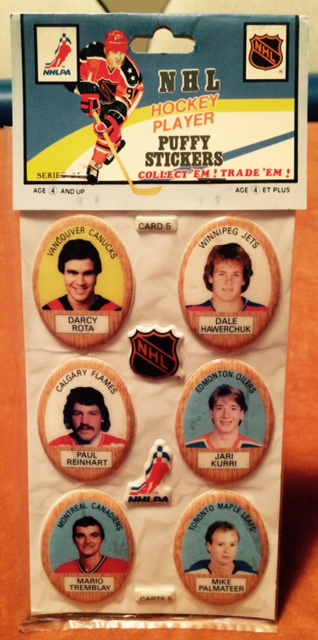 NHLPA
NHL
NHL
HOCKEY
PLAYER
PUFFY
STICKERS
COLLECT 'EM! TRADE 'EM!
SERIES
AGE 4 AND UP
AGE 4 ET PLUS
CARD 5
VANCOUVER CANUCKS
DARCY
ROTA
WINNIPEG JETS
DALE
HAWERCHUK
NHL
CALGARY FLAMES
PAUL
REINHART
EDMONTON OILERS
JARI
KURRI
NHLPA
MONTREAL CANADIENS
MARIO
TREMBLAY
TORONTO MAPLE LEAFS
MIKE
PALMATEER
CARTE 5